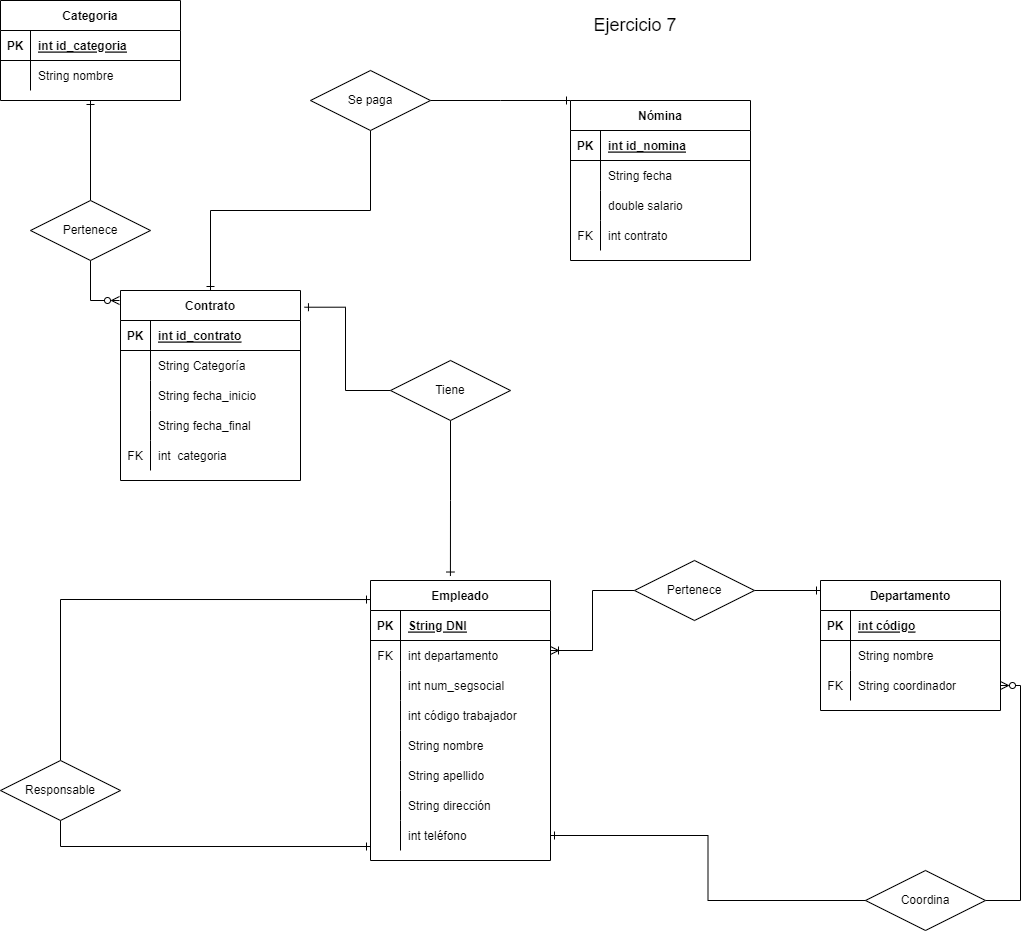 Ejercicio 7
Categoria
PK int id_categoria
String nombre
Se paga
Nómina
PK int id_nomina
String fecha
double salario
FK int contrato
Pertenece
Contrato
PK int id_contrato
String Categoría
String fecha_inicio
String fecha_final
FK int categoria
Tiene
Empleado
PK String DNI
FK int departamento
int num_segsocial
int código trabajador
String nombre
String apellido
String dirección
int teléfono
Pertenece
Departamento
PK int código
String nombre
FK String coordinador
Responsable
Coordina